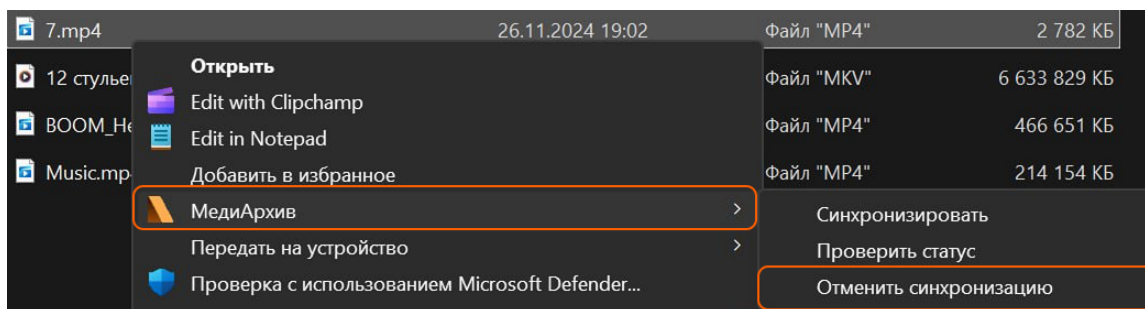 7.mp4 26.11.2024 19:02 Файл "MP4" 2 782 КБ
Открыть
12 стулье Файл "MKV" 6 633 829 КБ
Edit with Clipchamp
BOOM_He Файл "MP4" 466 651 КБ
Edit in Notepad
Music.mp Файл "MP4" 214 154 КБ
Добавить в избранное
МедиАрхив
Синхронизировать
Передать на устройство
Проверить статус
Проверка с использованием Microsoft Defender...
Отменить синхронизацию